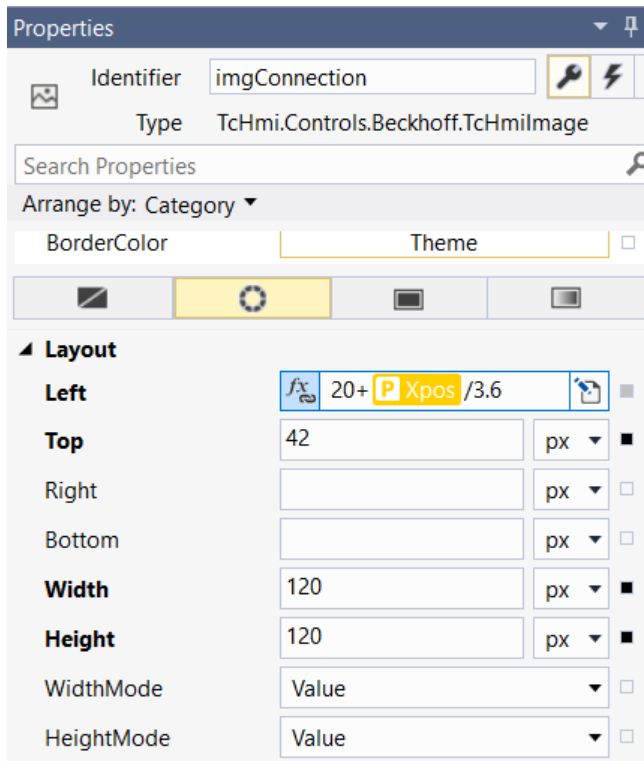 Properties
Identifier imgConnection
Type TcHmi.Controls.Beckhoff.TcHmiImage
Search Properties
Arrange by: Category
BorderColor Theme
Layout
Left fx 20+ P Xpos /3.6
Top 42 px
Right px
Bottom px
Width 120 px
Height 120 px
WidthMode Value
HeightMode Value